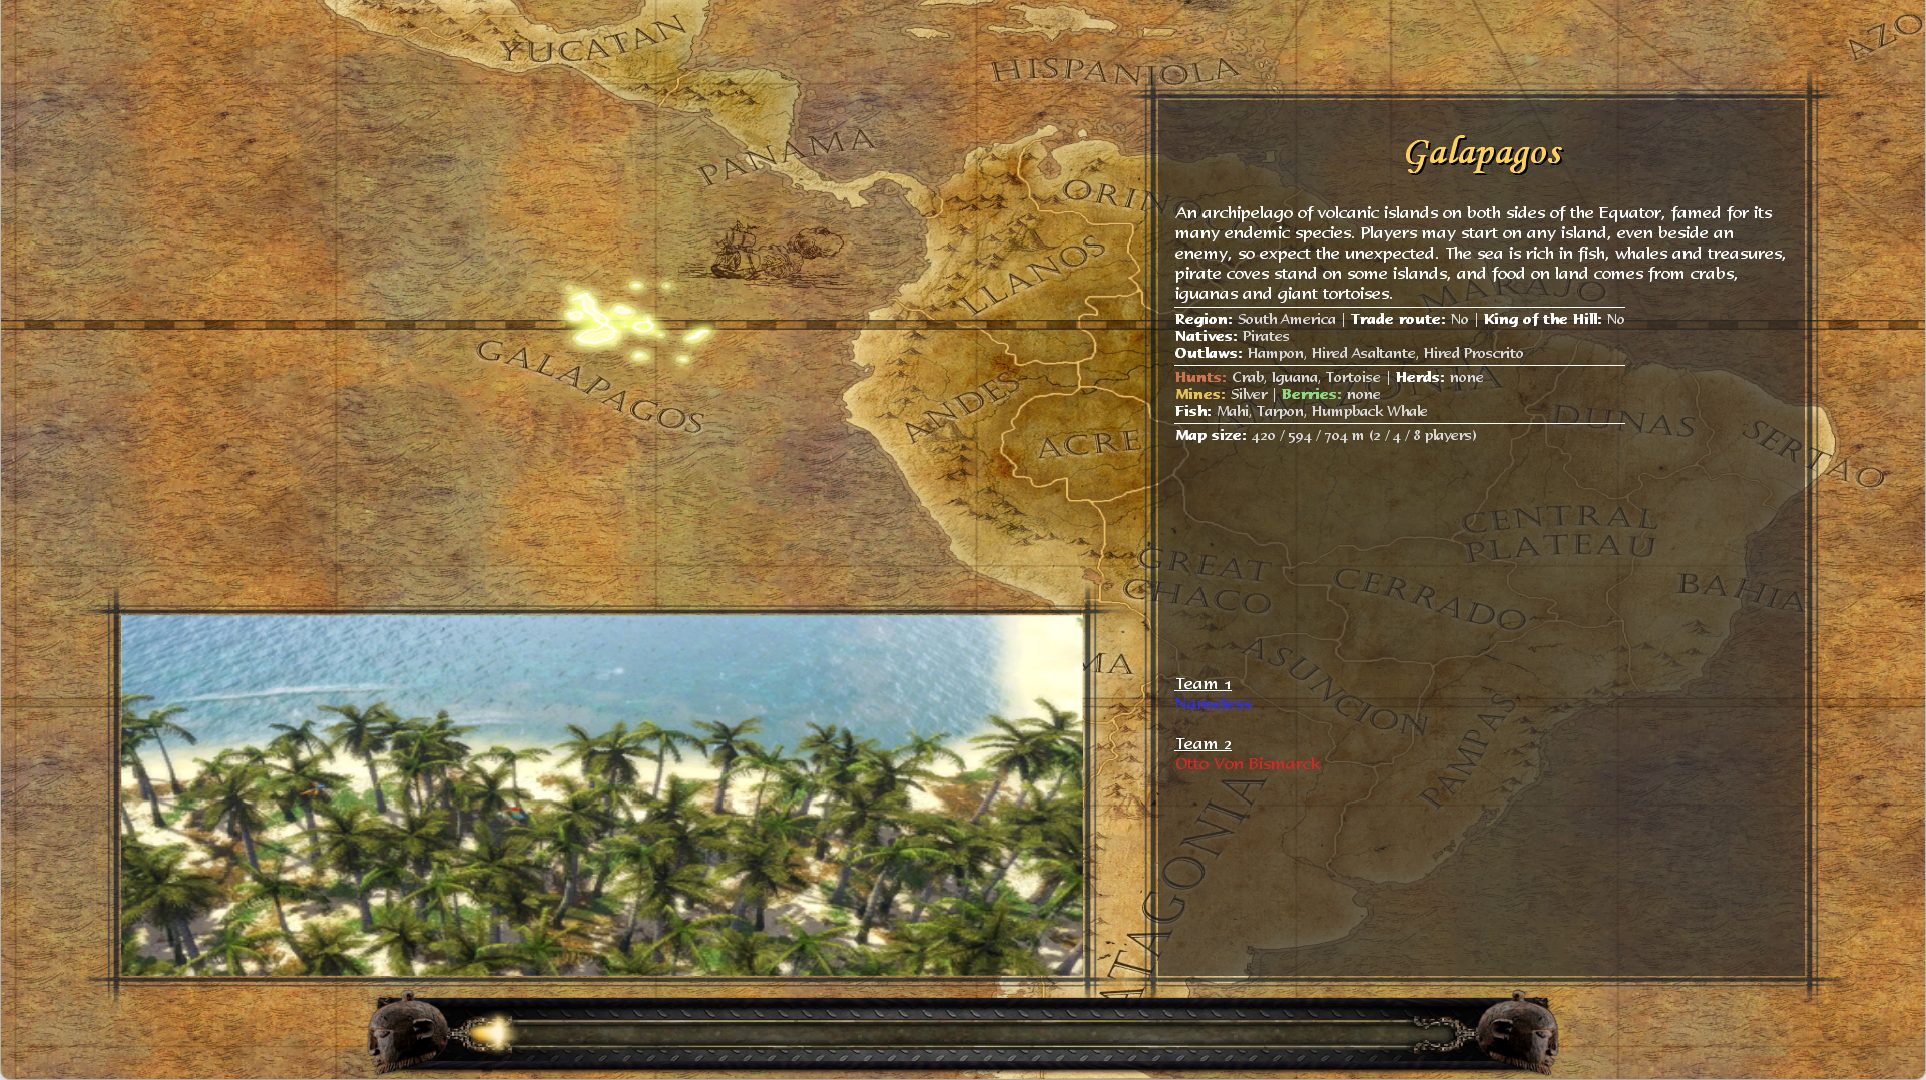 YUCATAN
HISPANIOLA
AZO
PANAMA
ORINO
LLANOS
GALAPAGOS
ANDES
ACRE
Galapagos
An archipelago of volcanic islands on both sides of the Equator, famed for its
many endemic species. Players may start on any island, even beside an
enemy, so expect the unexpected. The sea is rich in fish, whales and treasures,
pirate coves stand on some islands, and food on land comes from crabs,
iguanas and giant tortoises.
MARAJO
Region: South America | Trade route: No | King of the Hill: No
Natives: Pirates
Outlaws: Hampon, Hired Asaltante, Hired Proscrito
Hunts: Crab, Iguana, Tortoise | Herds: none
Mines: Silver | Berries: none
Fish: Mahi, Tarpon, Humpback Whale
Map size: 420 / 594 / 704 m (2 / 4 / 8 players)
DUNAS
SERTAO
CENTRAL
PLATEAU
GREAT
CHACO
CERRADO
BAHIA
MA
ASUNCION
PAMPAS
Team 1
Nameless
Team 2
Otto Von Bismarck
ATAGONIA